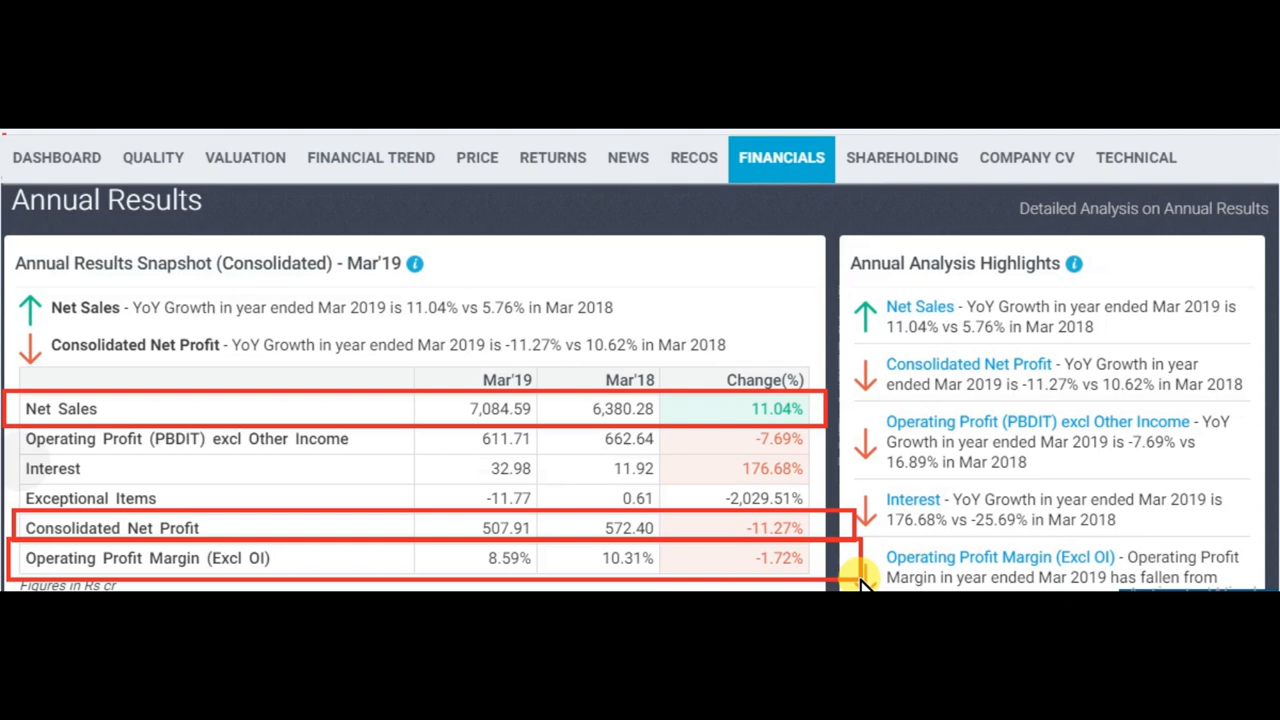 DASHBOARD QUALITY VALUATION FINANCIAL TREND PRICE RETURNS NEWS RECOS FINANCIALS SHAREHOLDING COMPANY CV TECHNICAL
Annual Results
Detailed Analysis on Annual Results
Annual Results Snapshot (Consolidated) - Mar'19
Net Sales - YoY Growth in year ended Mar 2019 is 11.04% vs 5.76% in Mar 2018
Consolidated Net Profit - YoY Growth in year ended Mar 2019 is -11.27% vs 10.62% in Mar 2018
Mar'19 Mar'18 Change(%)
Net Sales 7,084.59 6,380.28 11.04%
Operating Profit (PBDIT) excl Other Income 611.71 662.64 -7.69%
Interest 32.98 11.92 176.68%
Exceptional Items -11.77 0.61 -2,029.51%
Consolidated Net Profit 507.91 572.40 -11.27%
Operating Profit Margin (Excl OI) 8.59% 10.31% -1.72%
Figures in Rs cr
Annual Analysis Highlights
Net Sales - YoY Growth in year ended Mar 2019 is
11.04% vs 5.76% in Mar 2018
Consolidated Net Profit - YoY Growth in year
ended Mar 2019 is -11.27% vs 10.62% in Mar 2018
Operating Profit (PBDIT) excl Other Income - YoY
Growth in year ended Mar 2019 is -7.69% vs
16.89% in Mar 2018
Interest - YoY Growth in year ended Mar 2019 is
176.68% vs -25.69% in Mar 2018
Operating Profit Margin (Excl OI) - Operating Profit
Margin in year ended Mar 2019 has fallen from